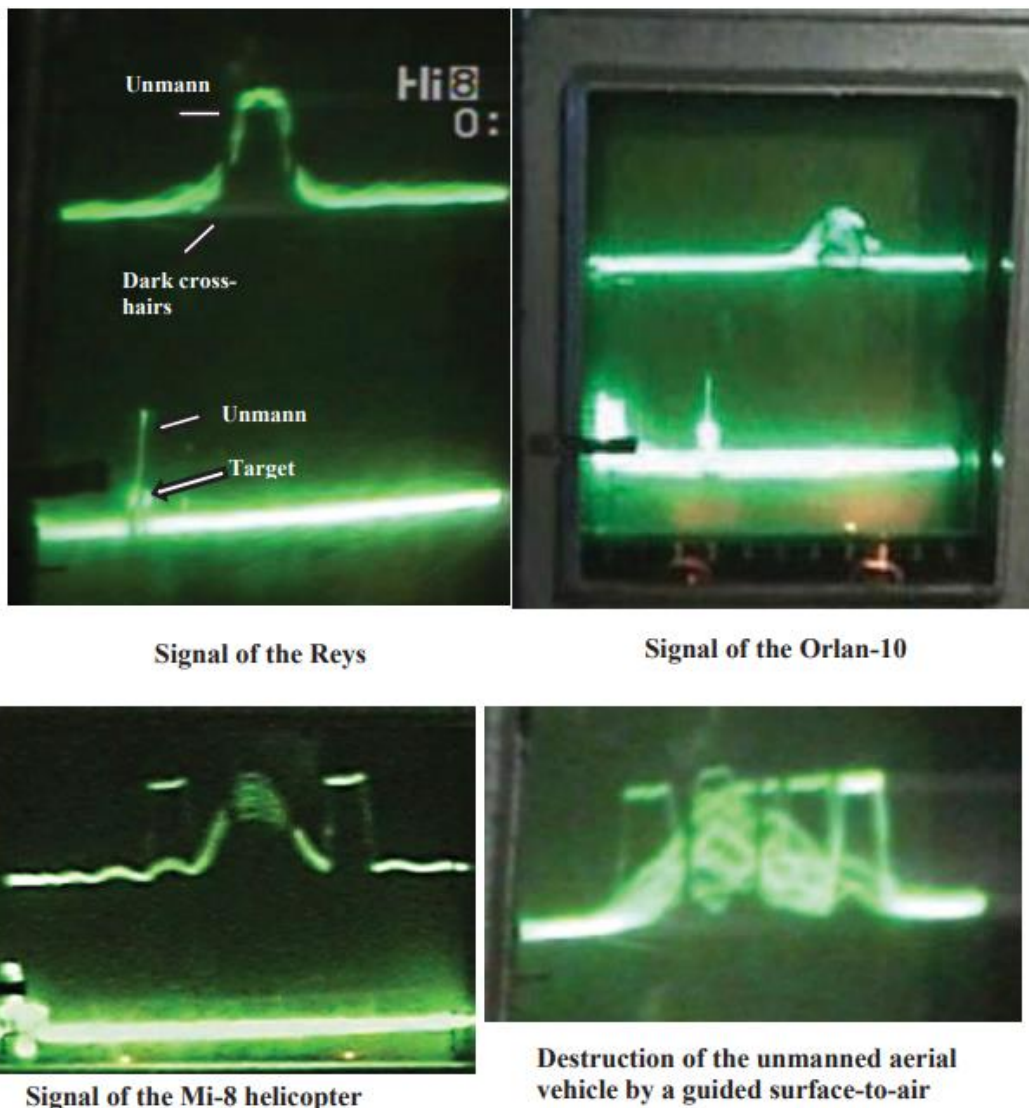 Unmann
Hi8
0:
Dark cross-
hairs
Unmann
Target
Signal of the Reys
Signal of the Orlan-10
Signal of the Mi-8 helicopter
Destruction of the unmanned aerial
vehicle by a guided surface-to-air